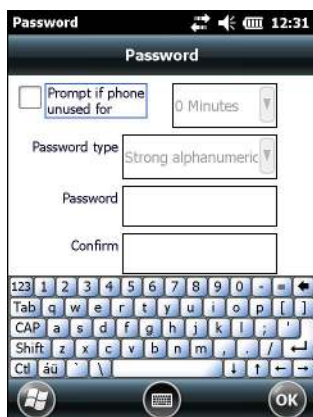 Password 12:31
Password
Prompt if phone
unused for
0 Minutes
Password type
Strong alphanumeric
Password
Confirm
123 1 2 3 4 5 6 7 8 9 0 - =
Tab q w e r t y u i o p [ ]
CAP a s d f g h j k l ; '
Shift z x c v b n m , . /
Ctl áü ` \
OK